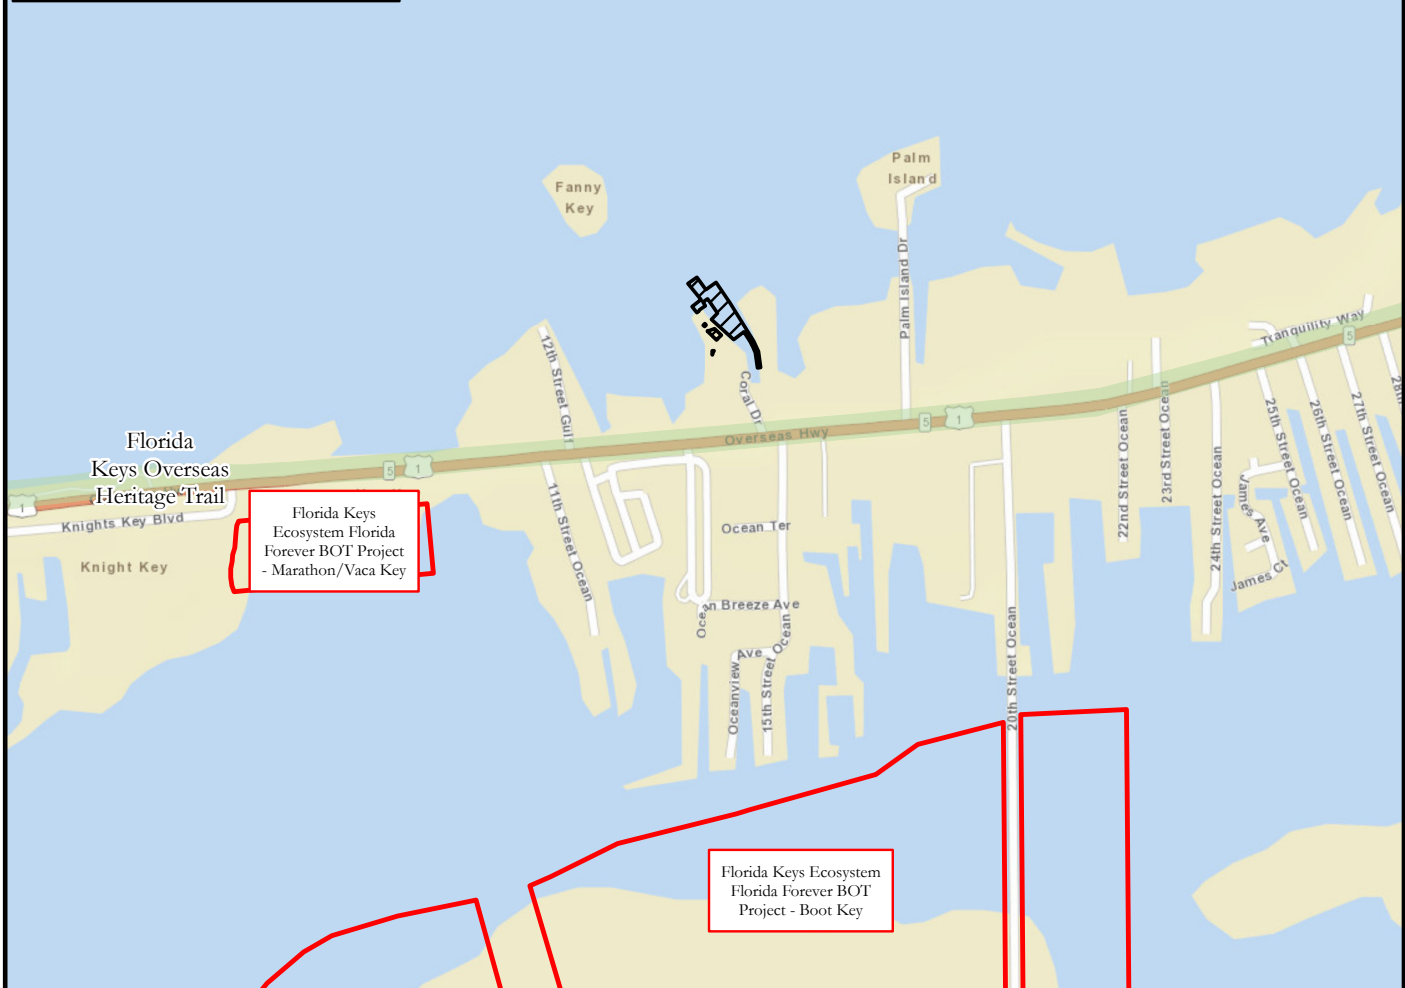 Palm
Island
Fanny
Key
Palm Island Dr
Tranquility Way
5
12th Street Gulf
Coral Dr
28th
5
1
Overseas Hwy
5
1
Florida
Keys Overseas
Heritage Trail
1
Knights Key Blvd
Knight Key
Florida Keys
Ecosystem Florida
Forever BOT Project
- Marathon/Vaca Key
11th Street Ocean
Ocean Ter
Ocean Breeze Ave
Ocean
Ave
Oceanview
15th Street Ocean
20th Street Ocean
22nd Street Ocean
23rd Street Ocean
24th Street Ocean
25th Street Ocean
26th Street Ocean
27th Street Ocean
James Ave
James Ct
Florida Keys Ecosystem
Florida Forever BOT
Project - Boot Key